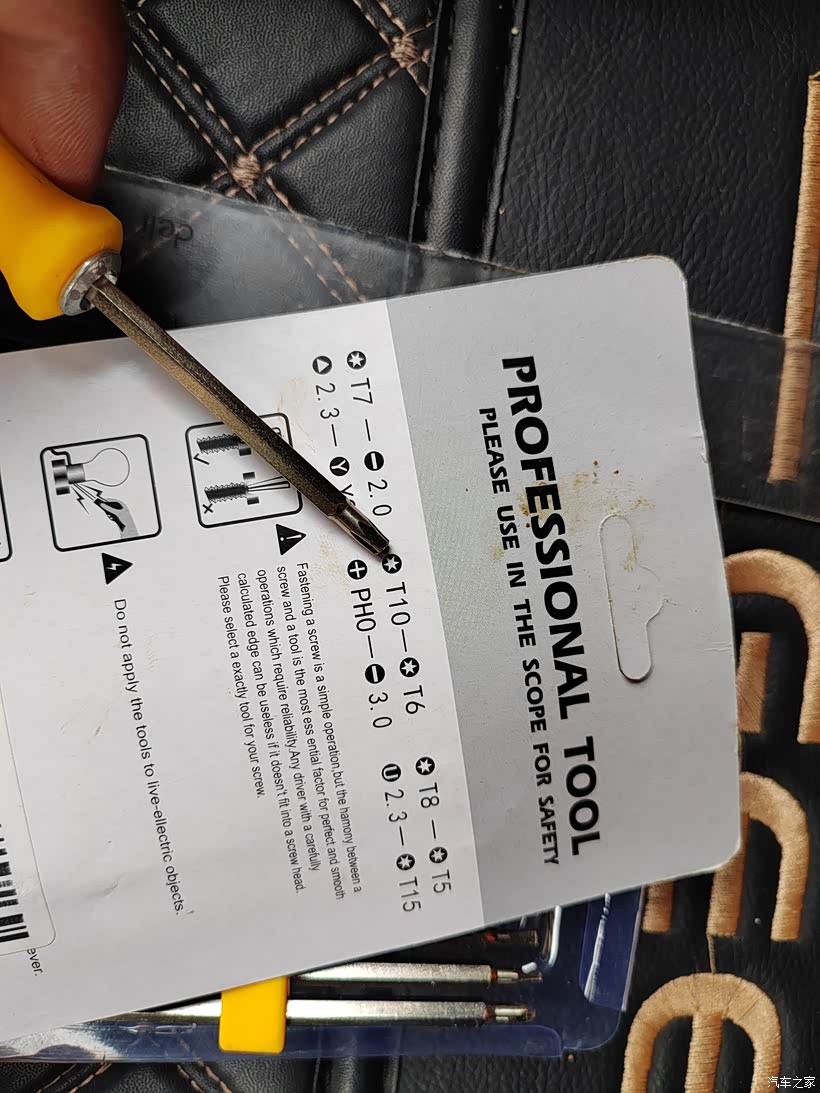 PROFESSIONAL TOOL
PLEASE USE IN THE SCOPE FOR SAFETY
T7 — 2.0
T10 — T6
T8 — T5
2.3 — Y
PH0 — 3.0
U 2.3 — T15
Fastening a screw is a simple operation,but the hamony between a
screw and a tool is the most ess ential factor for perfect and smooth
operations which require reliability.Any driver with a carefully
calculated edge can be useless if it doesn't fit into a screw head.
Please select a exactly tool for your screw.
Do not apply the tools to live-ellectric objects.
ever.
deli
汽车之家